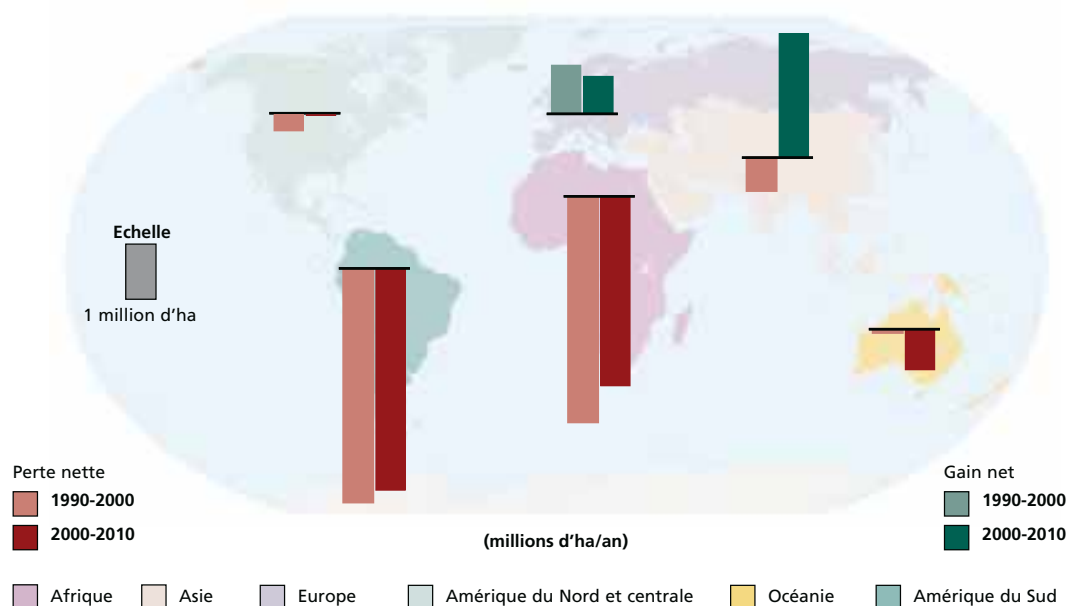 Echelle
1 million d'ha
Perte nette
1990-2000
2000-2010
(millions d'ha/an)
Gain net
1990-2000
2000-2010
Afrique
Asie
Europe
Amérique du Nord et centrale
Océanie
Amérique du Sud